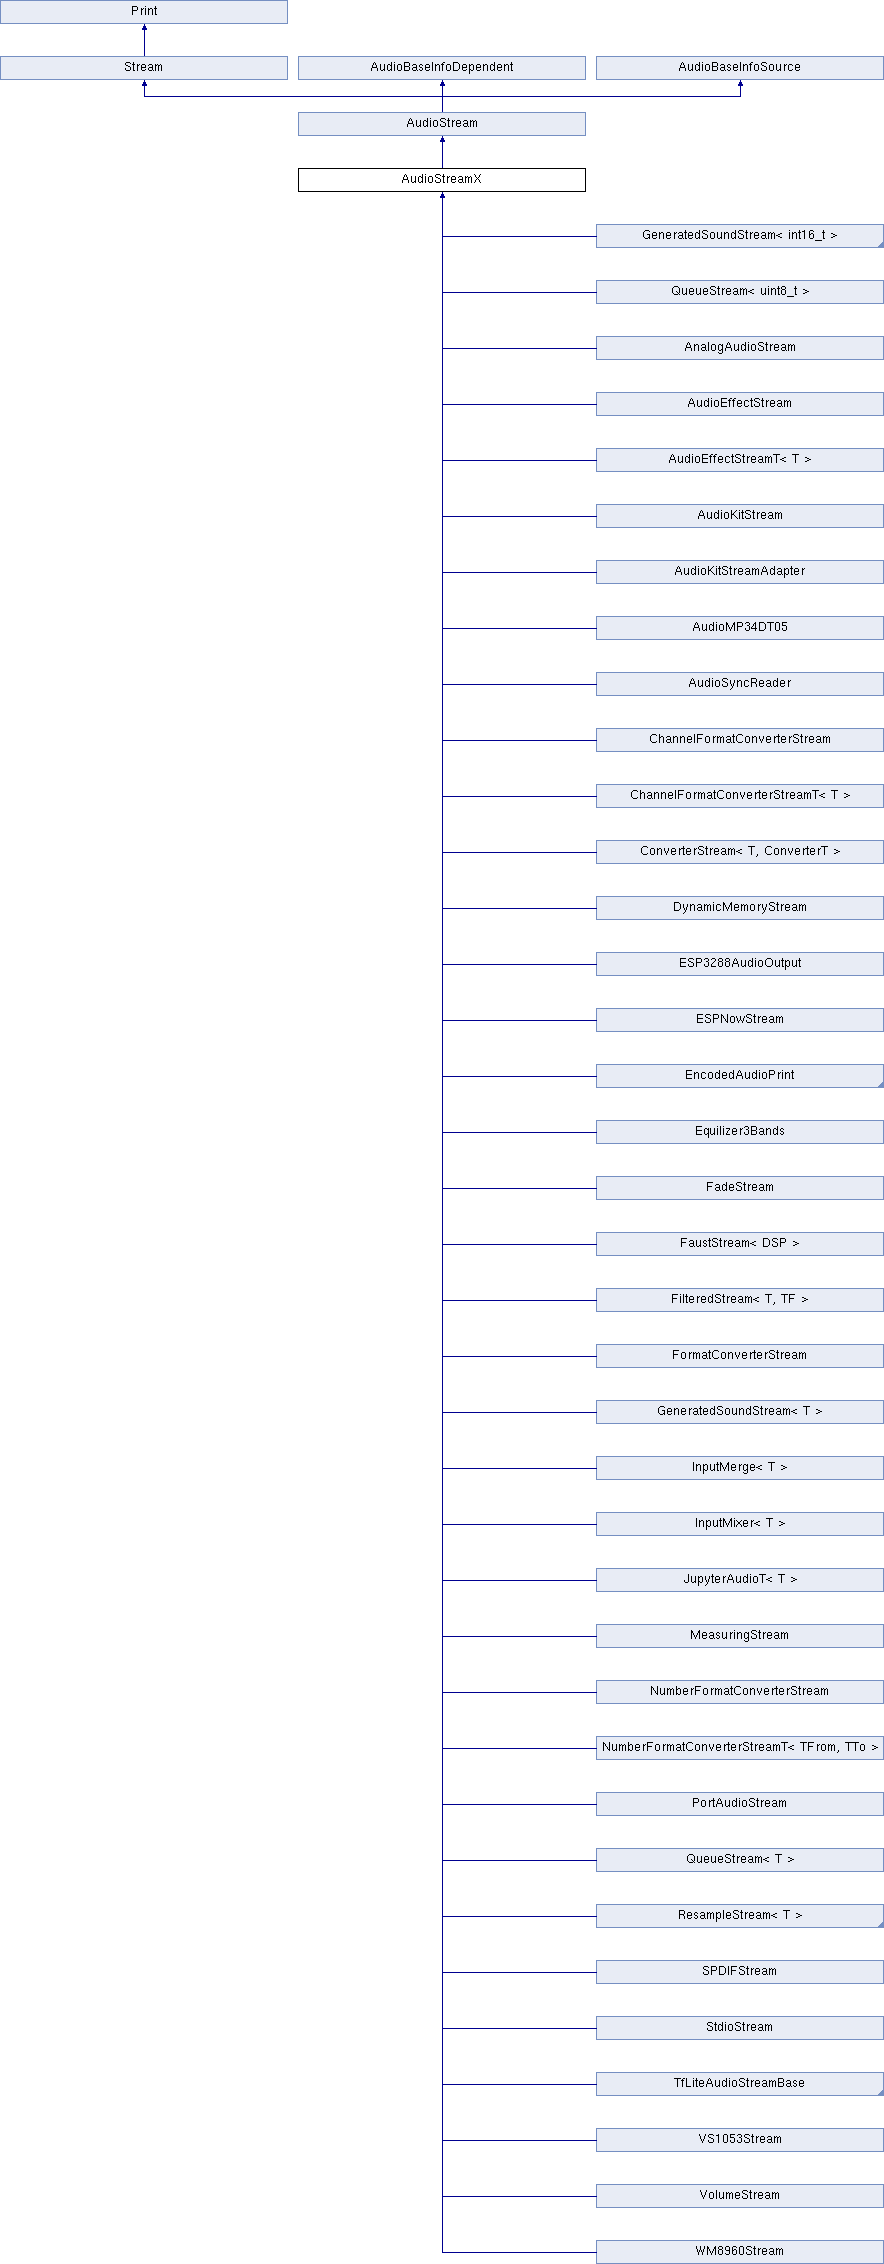 Print
Stream
AudioBaseInfoDependent
AudioBaseInfoSource
AudioStream
AudioStreamX
GeneratedSoundStream< int16_t >
QueueStream< uint8_t >
AnalogAudioStream
AudioEffectStream
AudioEffectStreamT< T >
AudioKitStream
AudioKitStreamAdapter
AudioMP34DT05
AudioSyncReader
ChannelFormatConverterStream
ChannelFormatConverterStreamT< T >
ConverterStream< T, ConverterT >
DynamicMemoryStream
ESP3288AudioOutput
ESPNowStream
EncodedAudioPrint
Equilizer3Bands
FadeStream
FaustStream< DSP >
FilteredStream< T, TF >
FormatConverterStream
GeneratedSoundStream< T >
InputMerge< T >
InputMixer< T >
JupyterAudioT< T >
MeasuringStream
NumberFormatConverterStream
NumberFormatConverterStreamT< TFrom, TTo >
PortAudioStream
QueueStream< T >
ResampleStream< T >
SPDIFStream
StdioStream
TfLiteAudioStreamBase
VS1053Stream
VolumeStream
WM8960Stream